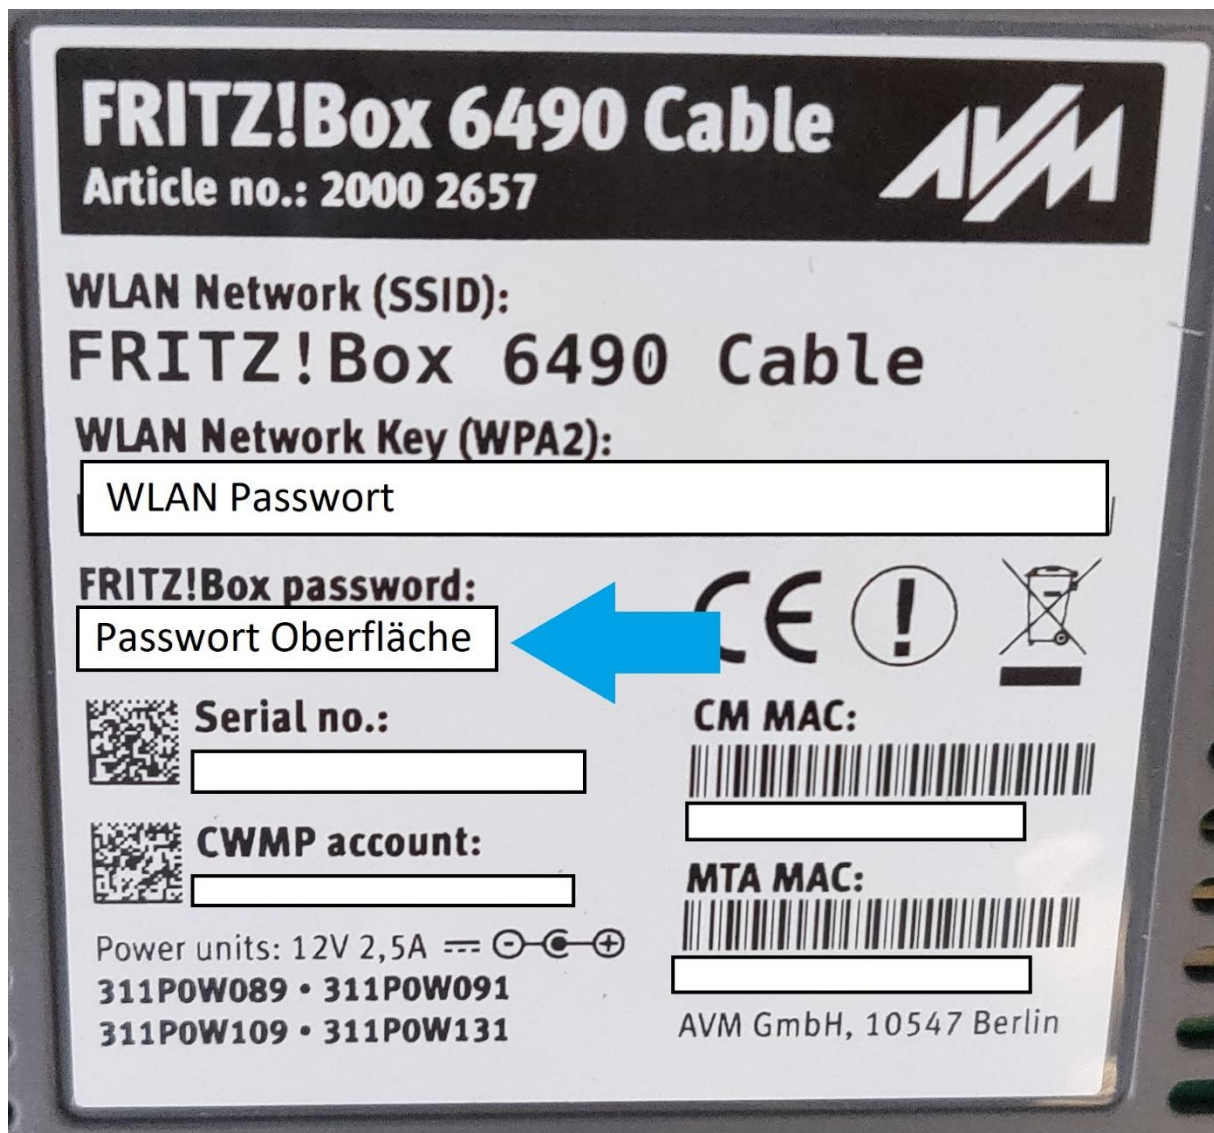 FRITZ!Box 6490 Cable
Article no.: 2000 2657
AVM
WLAN Network (SSID):
FRITZ!Box 6490 Cable
WLAN Network Key (WPA2):
WLAN Passwort
FRITZ!Box password:
Passwort Oberfläche
CE
Serial no.:
CM MAC:
CWMP account:
MTA MAC:
Power units: 12V 2,5A
311P0W089 • 311P0W091
311P0W109 • 311P0W131
AVM GmbH, 10547 Berlin